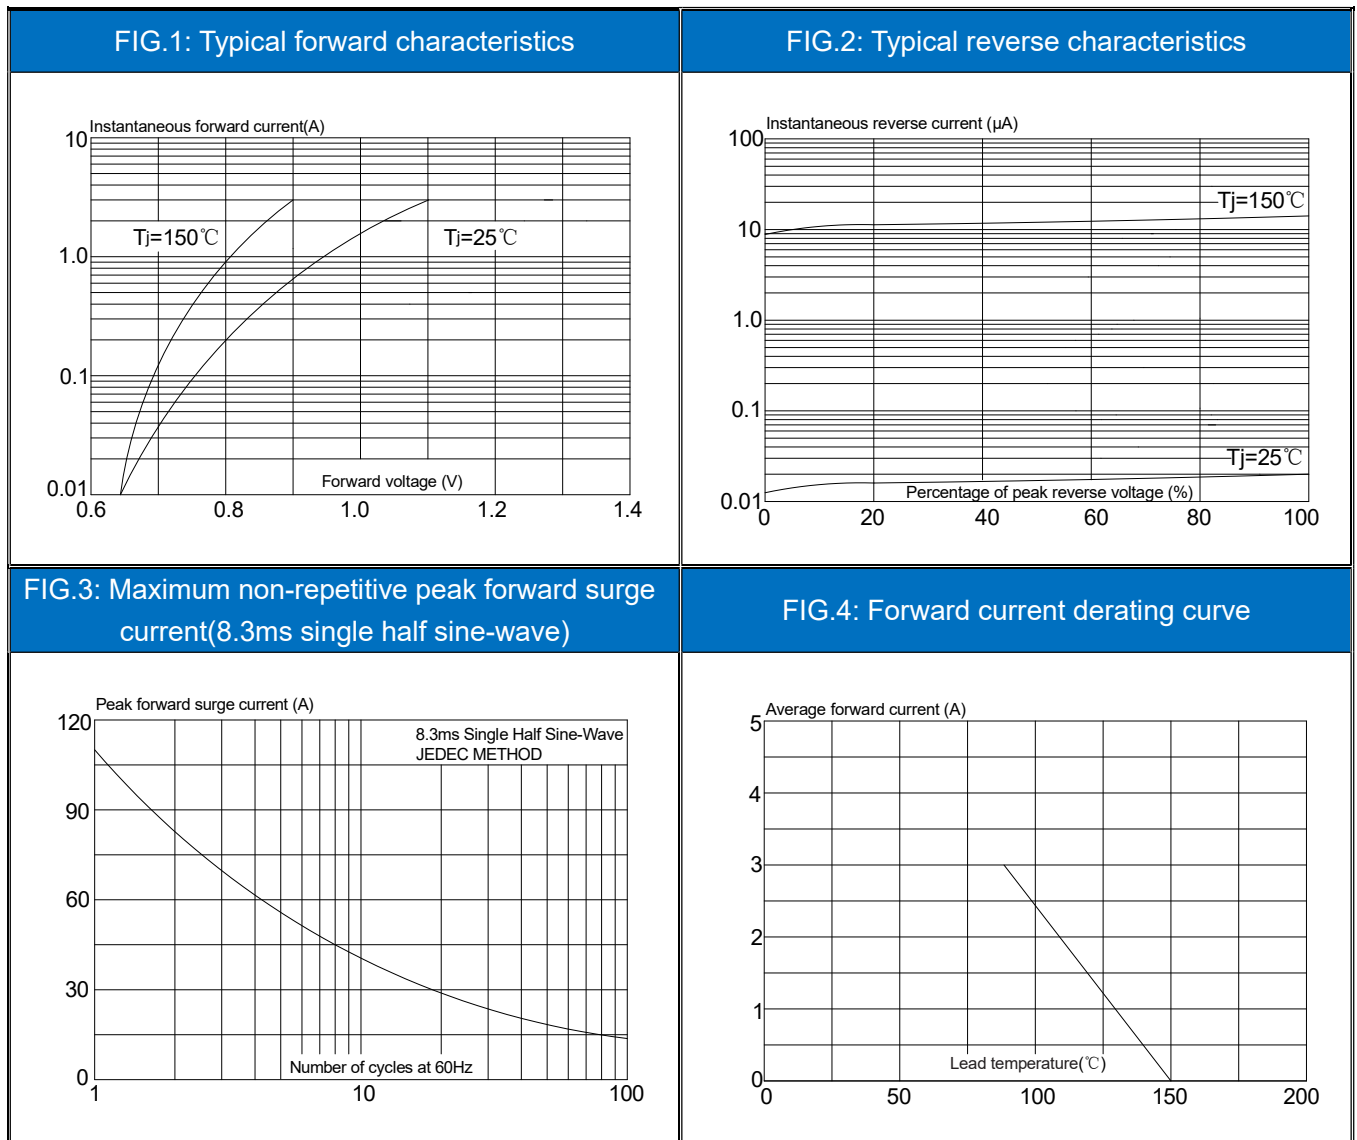 FIG.1: Typical forward characteristics
Instantaneous forward current(A)
10
1.0
0.1
0.01
Tj=150℃
Tj=25℃
Forward voltage (V)
0.6 0.8 1.0 1.2 1.4
FIG.2: Typical reverse characteristics
Instantaneous reverse current (µA)
100
10
1.0
0.1
0.01
Tj=150℃
Tj=25℃
Percentage of peak reverse voltage (%)
0 20 40 60 80 100
FIG.3: Maximum non-repetitive peak forward surge
current(8.3ms single half sine-wave)
Peak forward surge current (A)
120
90
60
30
0
8.3ms Single Half Sine-Wave
JEDEC METHOD
Number of cycles at 60Hz
1 10 100
FIG.4: Forward current derating curve
Average forward current (A)
5
4
3
2
1
0
Lead temperature(℃)
0 50 100 150 200